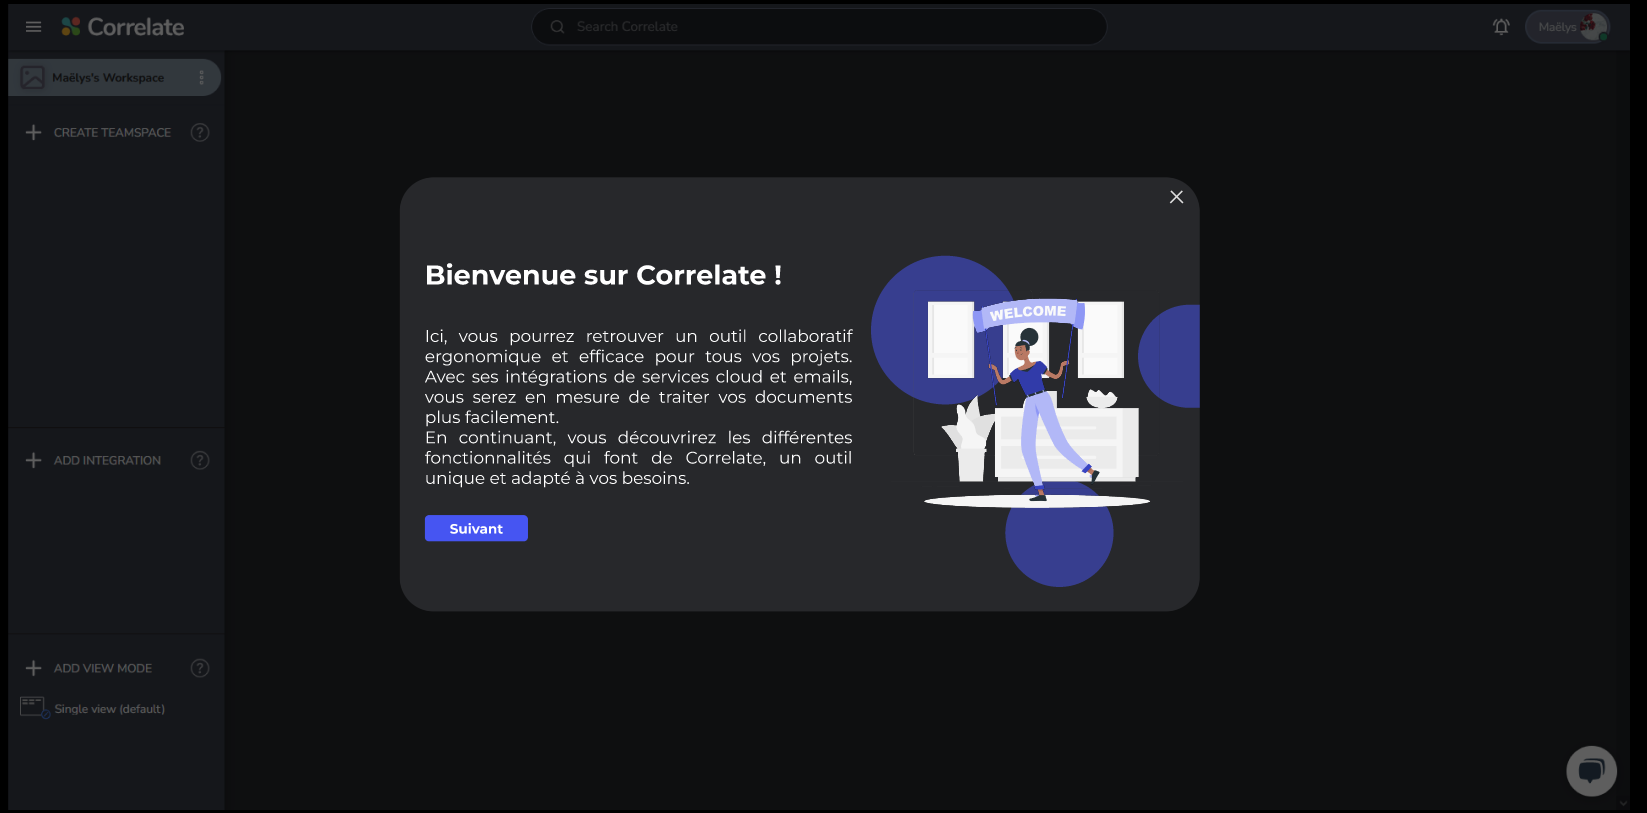 Correlate
Search Correlate
Maëlys
Maëlys's Workspace
CREATE TEAMSPACE
?
Bienvenue sur Correlate !
WELCOME
Ici, vous pourrez retrouver un outil collaboratif
ergonomique et efficace pour tous vos projets.
Avec ses intégrations de services cloud et emails,
vous serez en mesure de traiter vos documents
plus facilement.
En continuant, vous découvrirez les différentes
fonctionnalités qui font de Correlate, un outil
unique et adapté à vos besoins.
Suivant
ADD INTEGRATION
?
ADD VIEW MODE
?
Single view (default)